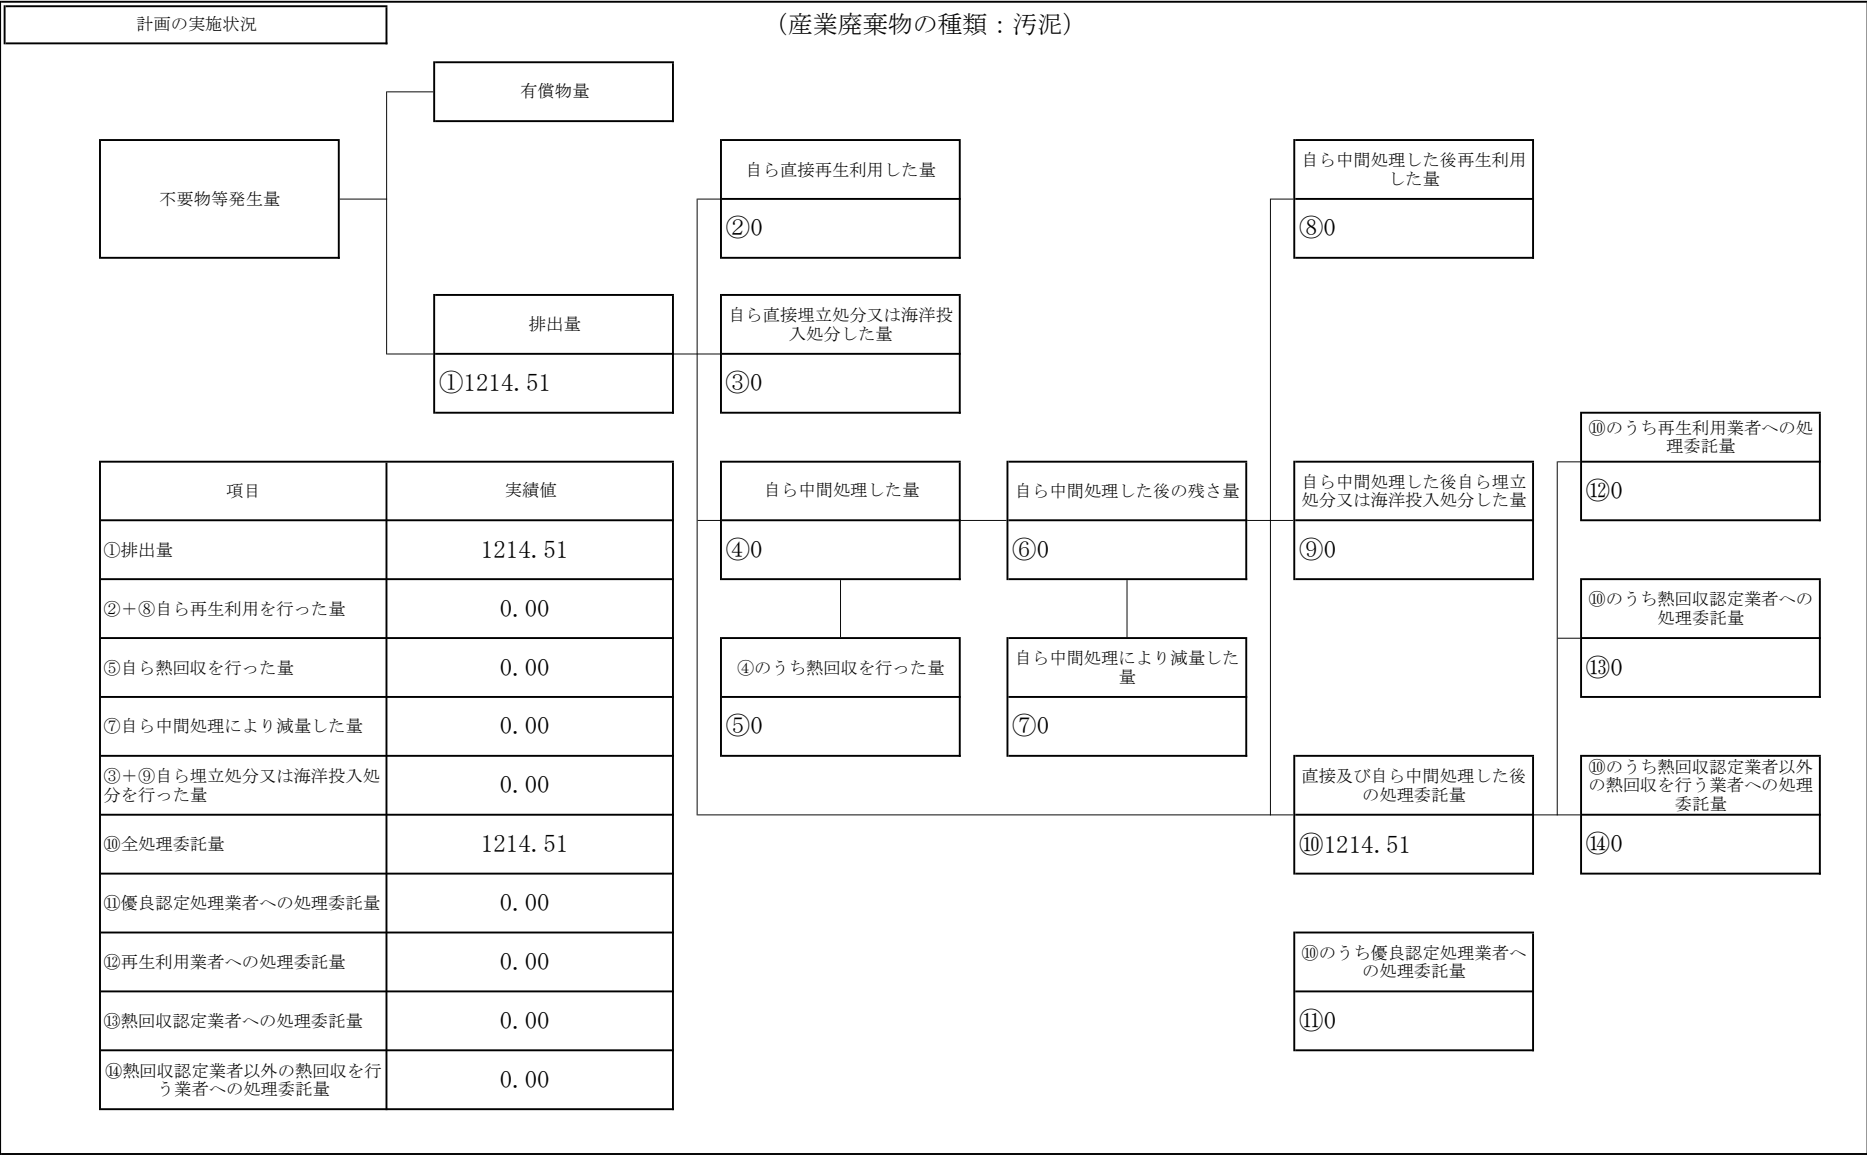 計画の実施状況
（産業廃棄物の種類：汚泥）
有償物量
不要物等発生量
自ら直接再生利用した量
②0
自ら中間処理した後再生利用
した量
⑧0
排出量
①1214.51
自ら直接埋立処分又は海洋投
入処分した量
③0
⑩のうち再生利用業者への処
理委託量
⑫0
自ら中間処理した量
④0
自ら中間処理した後の残さ量
⑥0
自ら中間処理した後自ら埋立
処分又は海洋投入処分した量
⑨0
⑩のうち熱回収認定業者への
処理委託量
⑬0
④のうち熱回収を行った量
⑤0
自ら中間処理により減量した
量
⑦0
直接及び自ら中間処理した後
の処理委託量
⑩1214.51
⑩のうち熱回収認定業者以外
の熱回収を行う業者への処理
委託量
⑭0
⑩のうち優良認定処理業者へ
の処理委託量
⑪0
項目 実績値
①排出量 1214.51
②＋⑧自ら再生利用を行った量 0.00
⑤自ら熱回収を行った量 0.00
⑦自ら中間処理により減量した量 0.00
③＋⑨自ら埋立処分又は海洋投入処
分を行った量 0.00
⑩全処理委託量 1214.51
⑪優良認定処理業者への処理委託量 0.00
⑫再生利用業者への処理委託量 0.00
⑬熱回収認定業者への処理委託量 0.00
⑭熱回収認定業者以外の熱回収を行
う業者への処理委託量 0.00